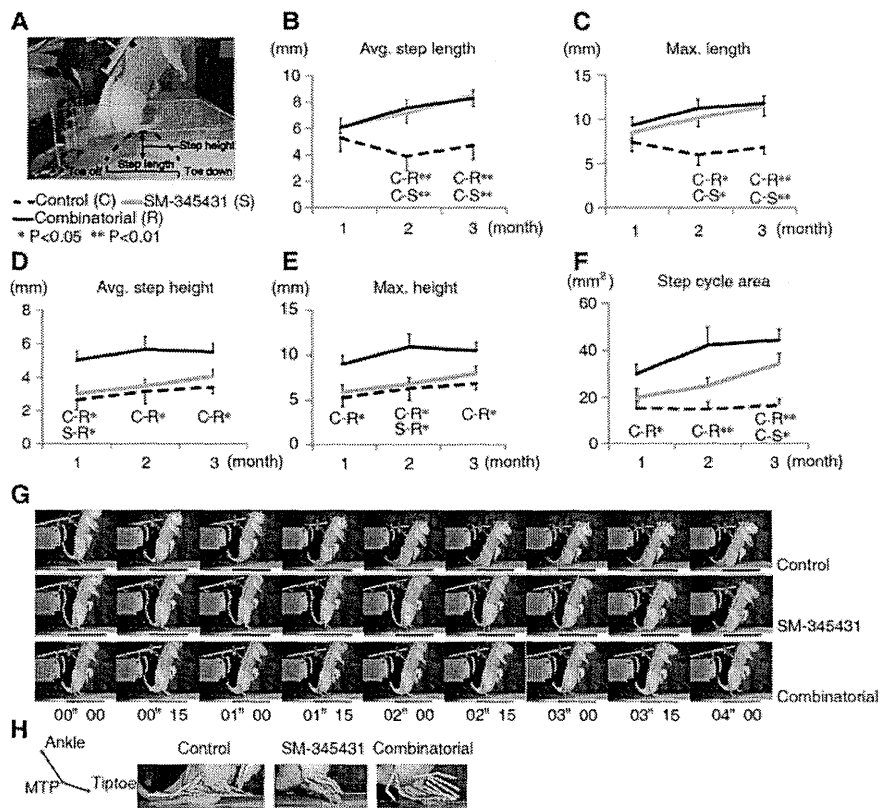 A
Step height
Step length
Toe off
Toe down
Control (C) SM-345431 (S)
Combinatorial (R)
* P<0.05 ** P<0.01
B
(mm) Avg. step length
10
8
6
4
2
0
C-R** C-R**
C-S** C-S**
1 2 3 (month)
C
(mm) Max. length
15
10
5
0
C-R* C-R**
C-S* C-S**
1 2 3 (month)
D
(mm) Avg. step height
8
6
4
2
0
C-R* C-R* C-R*
S-R*
1 2 3 (month)
E
(mm) Max. height
15
10
5
0
C-R* C-R* C-R*
S-R*
1 2 3 (month)
F
(mm²) Step cycle area
60
40
20
0
C-R* C-R** C-R**
C-S*
1 2 3 (month)
G
Control
SM-345431
Combinatorial
00" 00 00" 15 01" 00 01" 15 02" 00 02" 15 03" 00 03" 15 04" 00
H
Ankle
MTP
Tiptoe
Control SM-345431 Combinatorial